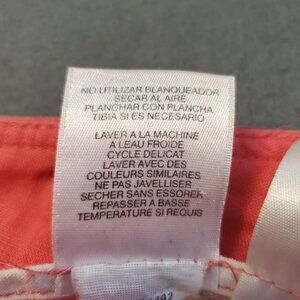 NO UTILIZAR BLANQUEADOR
SECAR AL AIRE
PLANCHAR CON PLANCHA
TIBIA SI ES NECESARIO
LAVER A LA MACHINE
A LEAU FROIDE
CYCLE DELICAT
LAVER AVEC DES
COULEURS SIMILAIRES
NE PAS JAVELLISER
SECHER SANS ESSORER
REPASSER A BASSE
TEMPERATURE SI REQUIS